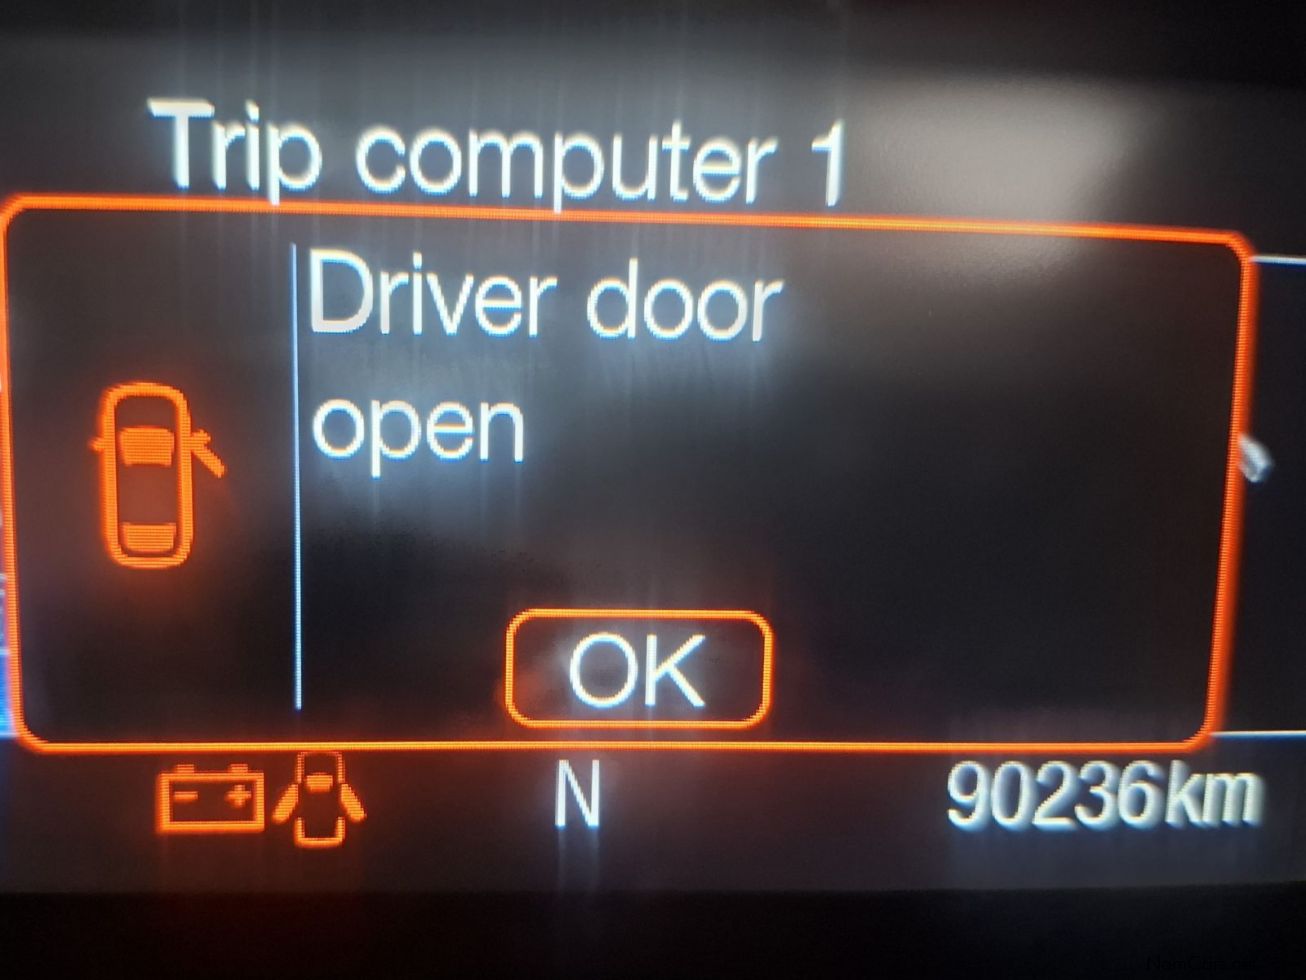 Trip computer 1
Driver door
open
OK
N
90236km